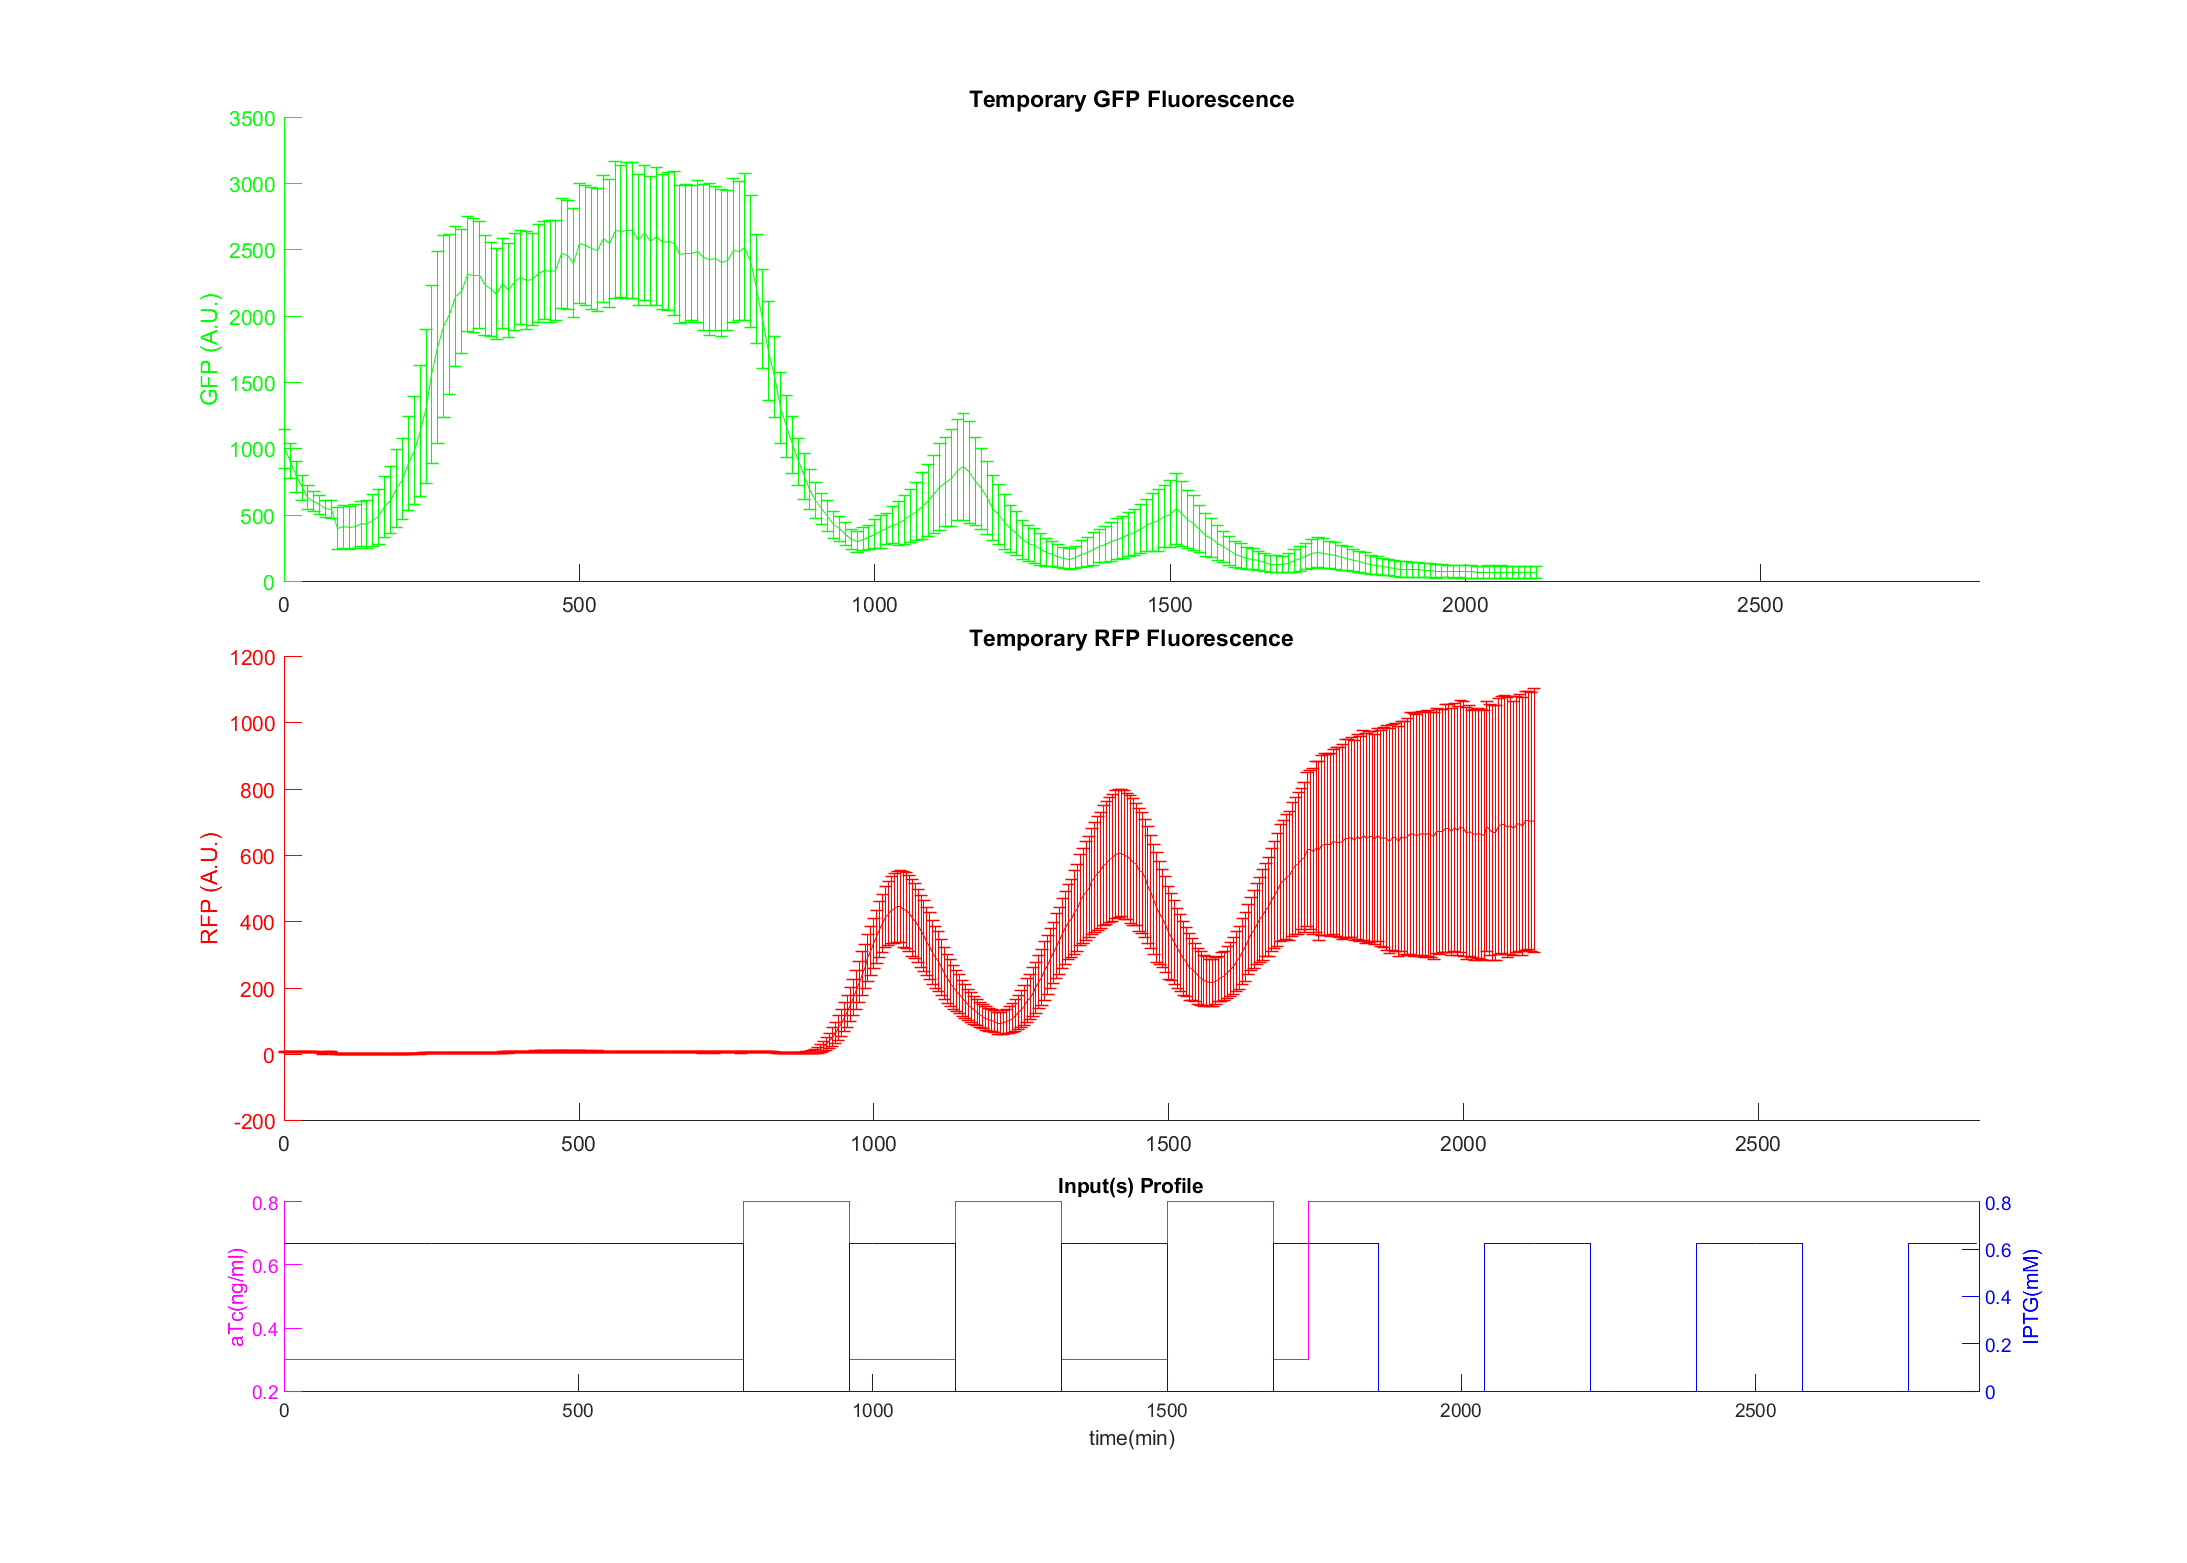 Temporary GFP Fluorescence
3500
3000
2500
2000
1500
1000
500
0
GFP (A.U.)
0 500 1000 1500 2000 2500
Temporary RFP Fluorescence
1200
1000
800
600
400
200
0
-200
RFP (A.U.)
0 500 1000 1500 2000 2500
Input(s) Profile
0.8
0.6
0.4
0.2
aTc(ng/ml)
0.8
0.6
0.4
0.2
0
IPTG(mM)
0 500 1000 1500 2000 2500
time(min)